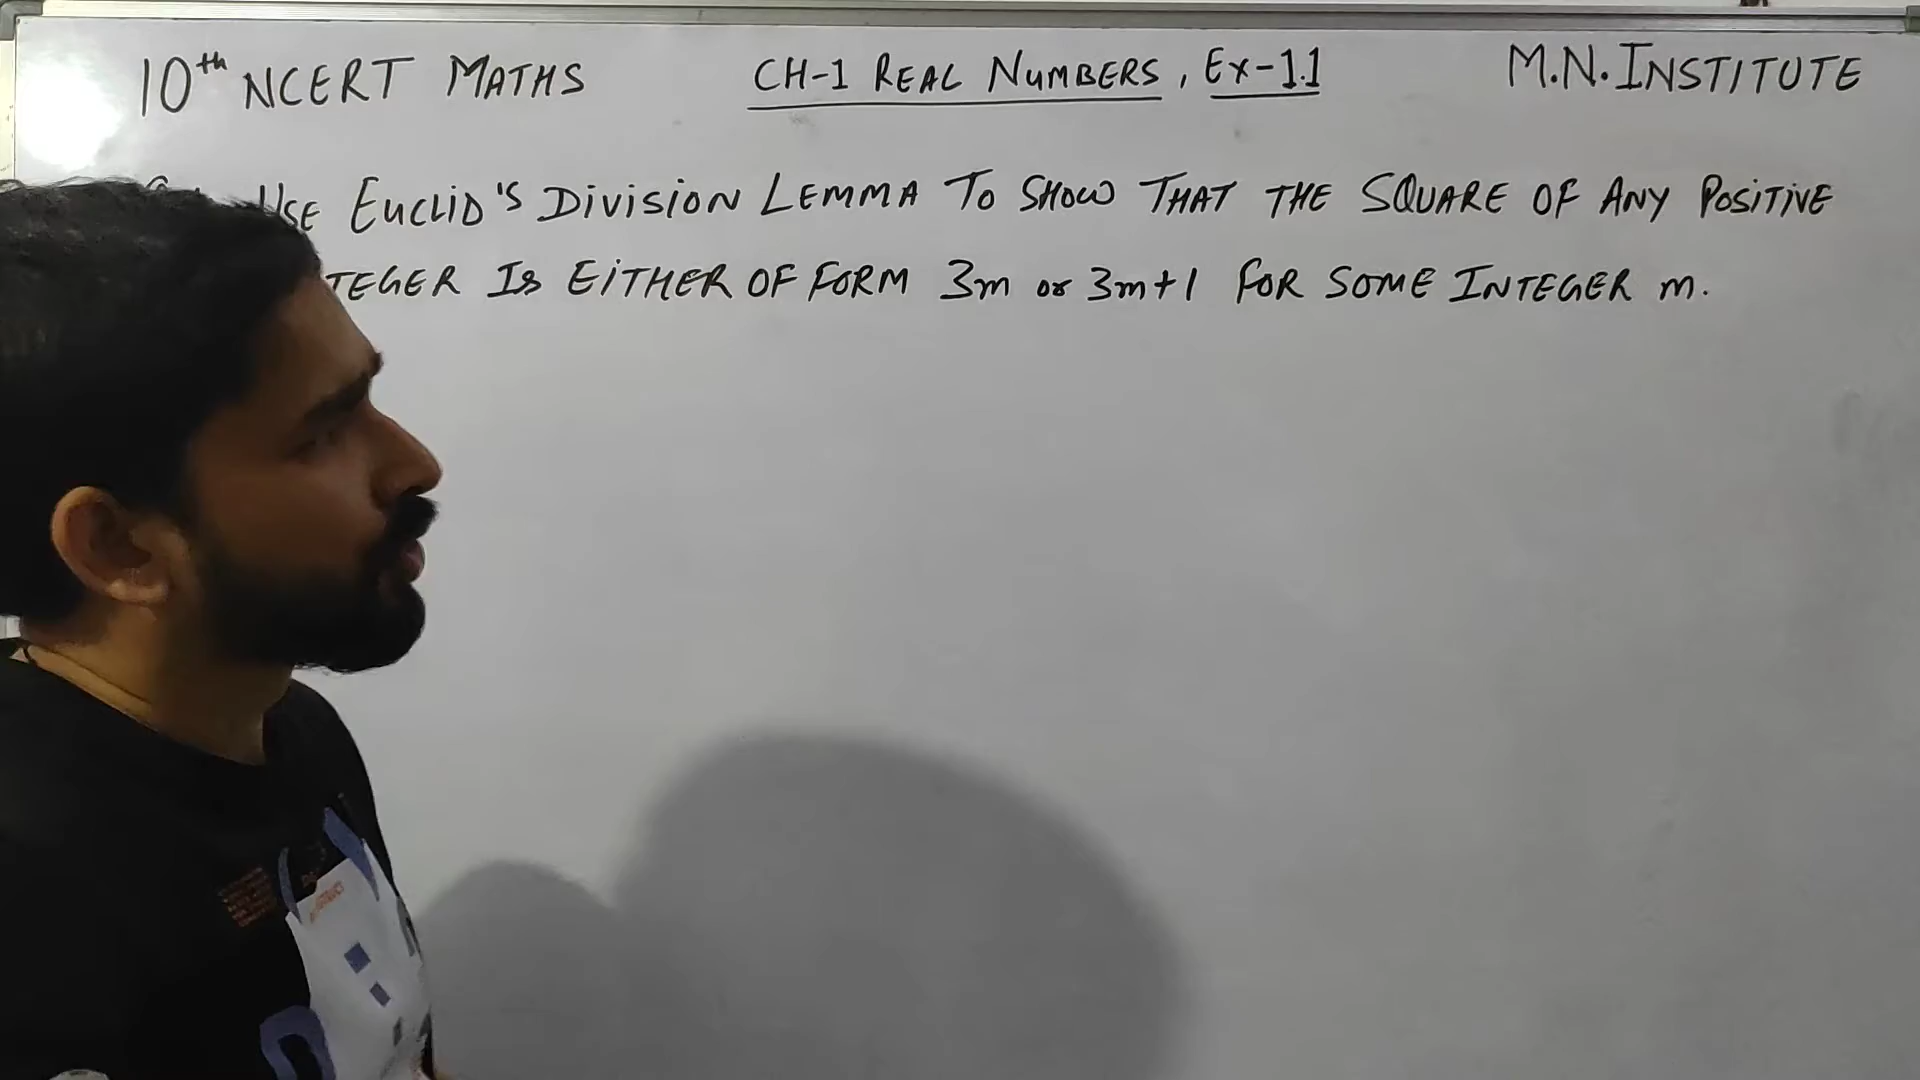 10th NCERT MATHS CH-1 REAL NUMBERS, Ex-1.1 M.N. INSTITUTE
USE EUCLID'S DIVISION LEMMA TO SHOW THAT THE SQUARE OF ANY POSITIVE
TEGER IS EITHER OF FORM 3m or 3m+1 FOR SOME INTEGER m.